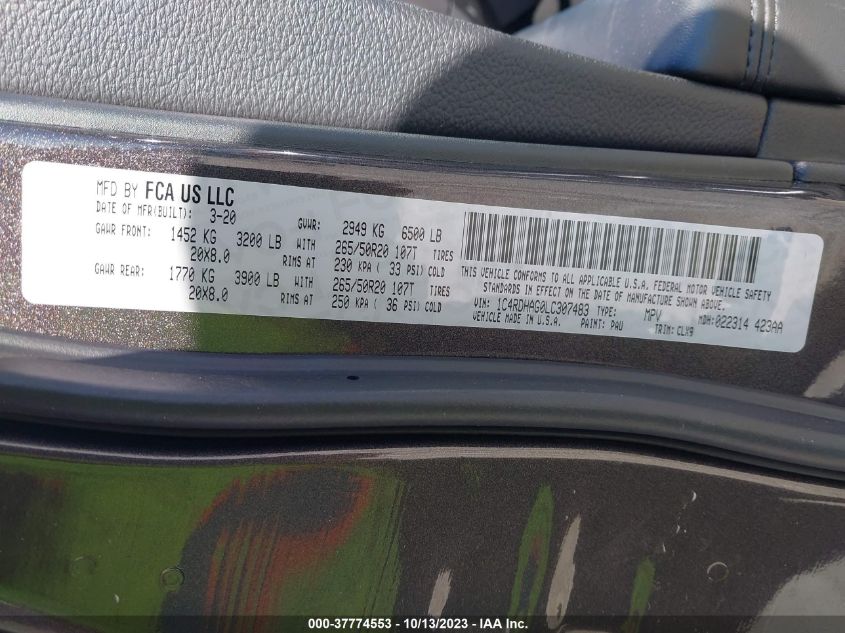 MFD BY FCA US LLC
DATE OF MFR(BUILT): 3-20 GVWR: 2949 KG 6500 LB
GAWR FRONT: 1452 KG 3200 LB WITH 265/50R20 107T TIRES
20X8.0 RIMS AT 230 KPA ( 33 PSI) COLD
GAWR REAR: 1770 KG 3900 LB WITH 265/50R20 107T TIRES
20X8.0 RIMS AT 250 KPA ( 36 PSI) COLD
THIS VEHICLE CONFORMS TO ALL APPLICABLE U.S.A. FEDERAL MOTOR VEHICLE SAFETY
STANDARDS IN EFFECT ON THE DATE OF MANUFACTURE SHOWN ABOVE.
VIN: 1C4RDHAG0LC307483 TYPE: MPV MDH:022314 423AA
VEHICLE MADE IN U.S.A. PAINT: PAU TRIM: CLX9
000-37774553 - 10/13/2023 - IAA Inc.